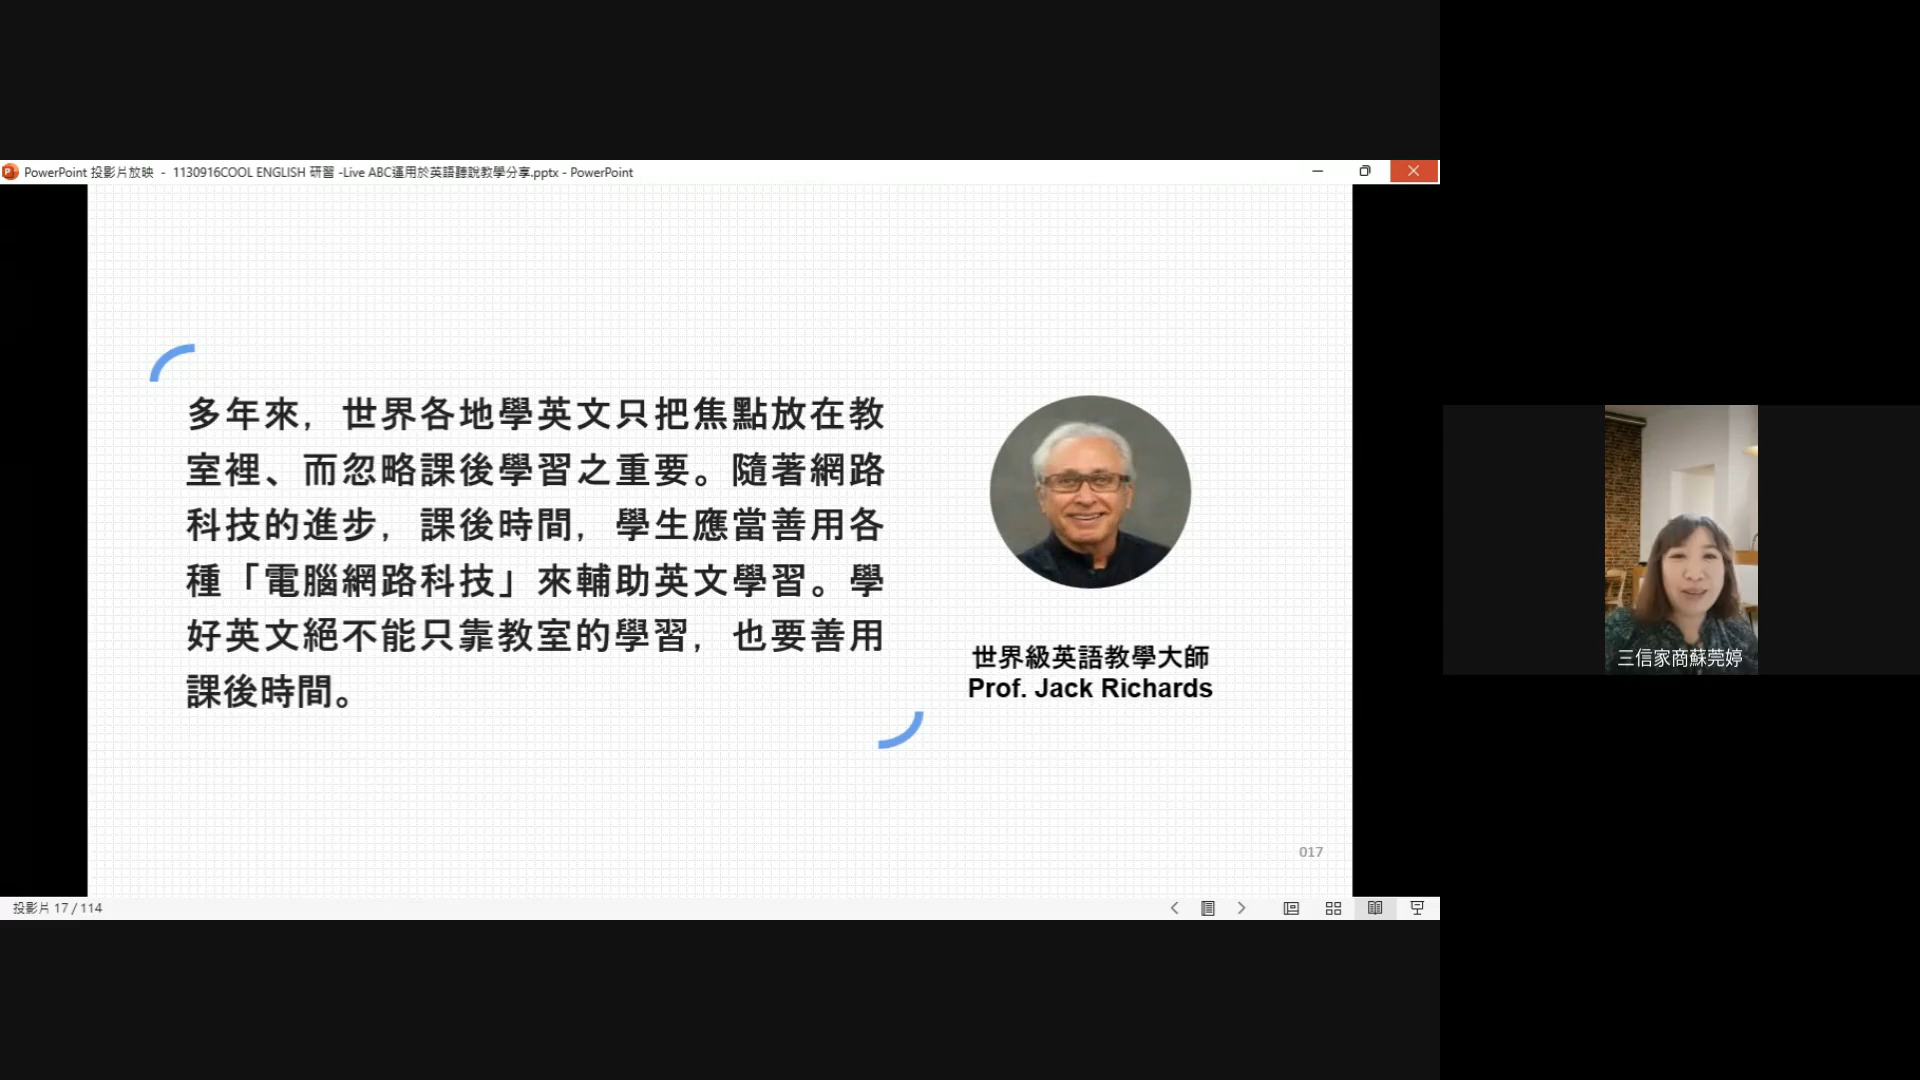 PowerPoint 投影片放映 - 1130916COOL ENGLISH 研習 -Live ABC運用於英語聽說教學分享.pptx - PowerPoint
多年來，世界各地學英文只把焦點放在教
室裡、而忽略課後學習之重要。隨著網路
科技的進步，課後時間，學生應當善用各
種「電腦網路科技」來輔助英文學習。學
好英文絕不能只靠教室的學習，也要善用
課後時間。
世界級英語教學大師
Prof. Jack Richards
三信家商蘇莞婷
017
投影片 17 / 114